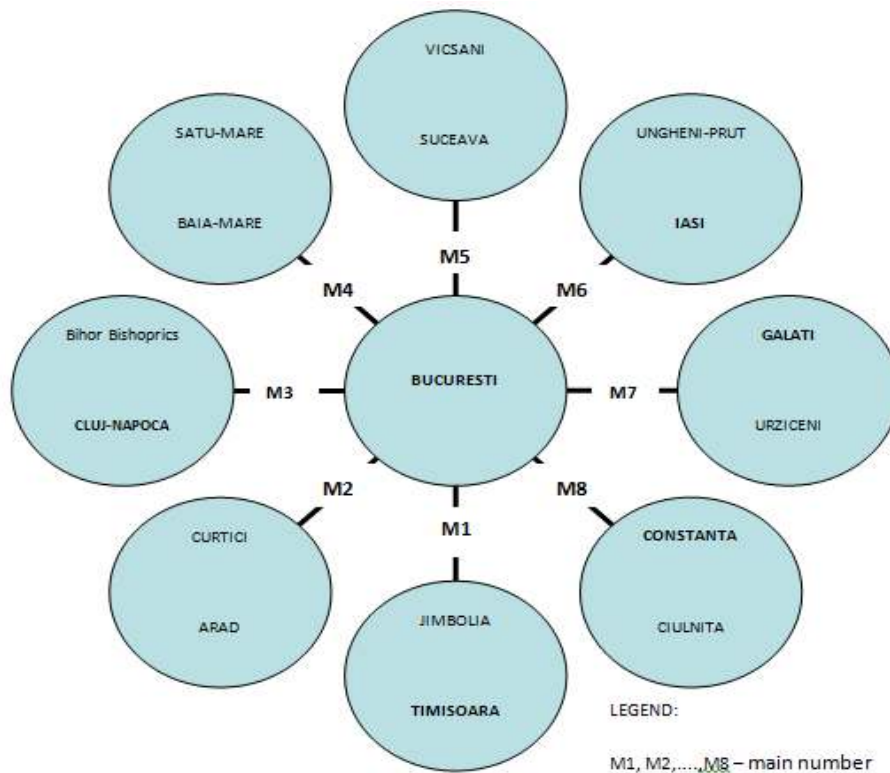 VICSANI
SUCEAVA
SATU-MARE
BAIA-MARE
UNGHENI-PRUT
IASI
M5
M4
M6
Bihor Bishoprics
CLUJ-NAPOCA
M3
BUCURESTI
M7
GALATI
URZICENI
M2
M8
M1
CURTICI
ARAD
CONSTANTA
CIULNITA
JIMBOLIA
TIMISOARA
LEGEND:
M1, M2,....,M8 – main number